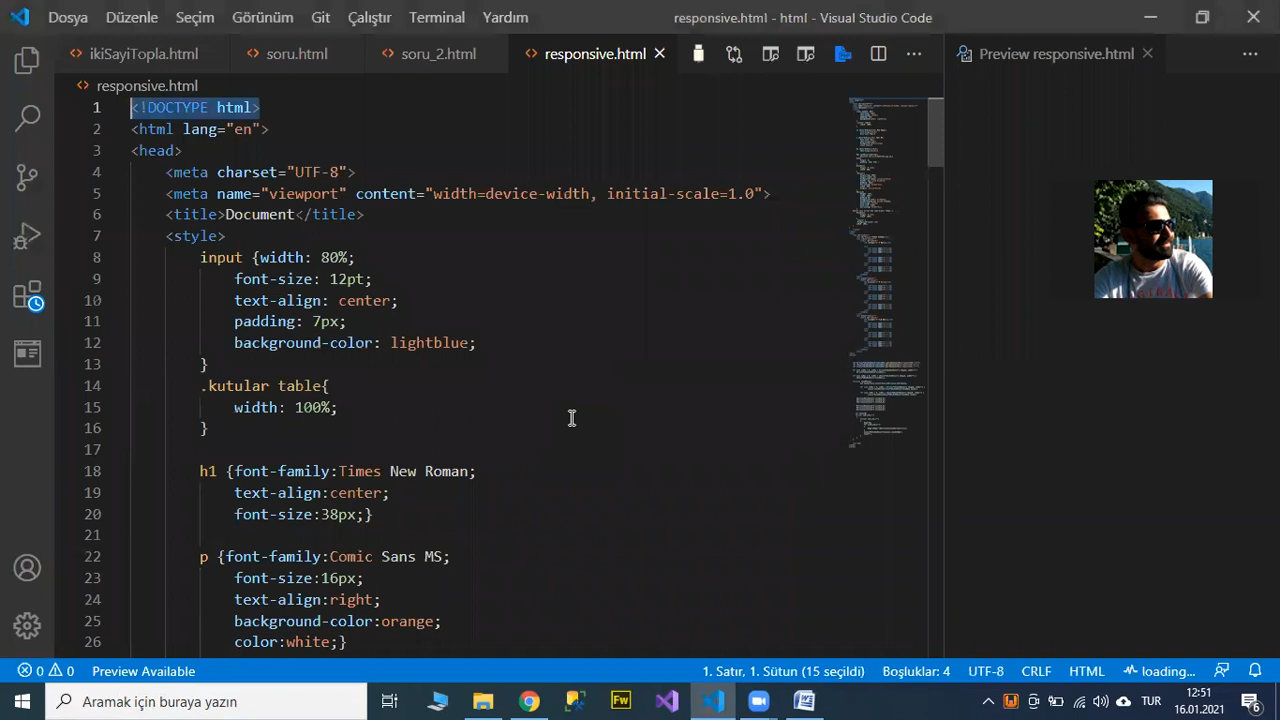 Dosya Düzenle Seçim Görünüm Git Çalıştır Terminal Yardım responsive.html - html - Visual Studio Code
ikiSayiTopla.html soru.html soru_2.html responsive.html Preview responsive.html
responsive.html
1 <!DOCTYPE html>
2 <html lang="en">
3 <head>
4 <meta charset="UTF-8">
5 <meta name="viewport" content="width=device-width, initial-scale=1.0">
6 <title>Document</title>
7 <style>
8 input {width: 80%;
9 font-size: 12pt;
10 text-align: center;
11 padding: 7px;
12 background-color: lightblue;
13 }
14 .kutular table{
15 width: 100%;
16 }
17
18 h1 {font-family:Times New Roman;
19 text-align:center;
20 font-size:38px;}
21
22 p {font-family:Comic Sans MS;
23 font-size:16px;
24 text-align:right;
25 background-color:orange;
26 color:white;}
0 0 Preview Available 1. Satır, 1. Sütun (15 seçildi) Boşluklar: 4 UTF-8 CRLF HTML loading...
Aramak için buraya yazın Fw TUR 12:51
16.01.2021 6